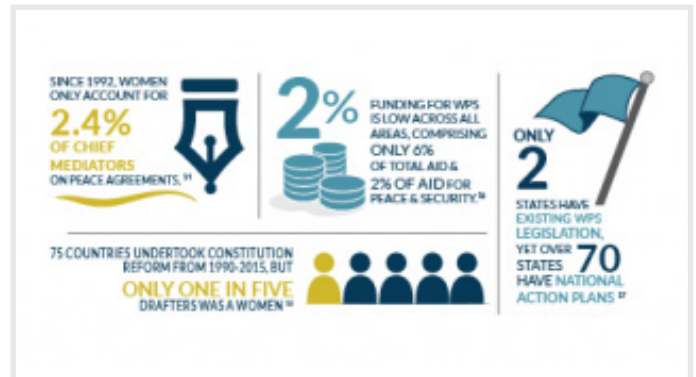 SINCE 1992, WOMEN
ONLY ACCOUNT FOR
2.4%
OF CHIEF
MEDIATORS
ON PEACE AGREEMENTS.
2%
FUNDING FOR WPS
IS LOW ACROSS ALL
AREAS, COMPRISING
ONLY 6%
OF TOTAL AID &
2% OF AID FOR
PEACE & SECURITY.
ONLY
2
STATES HAVE
EXISTING WPS
LEGISLATION,
YET OVER
STATES 70
HAVE NATIONAL
ACTION PLANS
75 COUNTRIES UNDERTOOK CONSTITUTION
REFORM FROM 1990-2015, BUT
ONLY ONE IN FIVE
DRAFTERS WAS A WOMEN